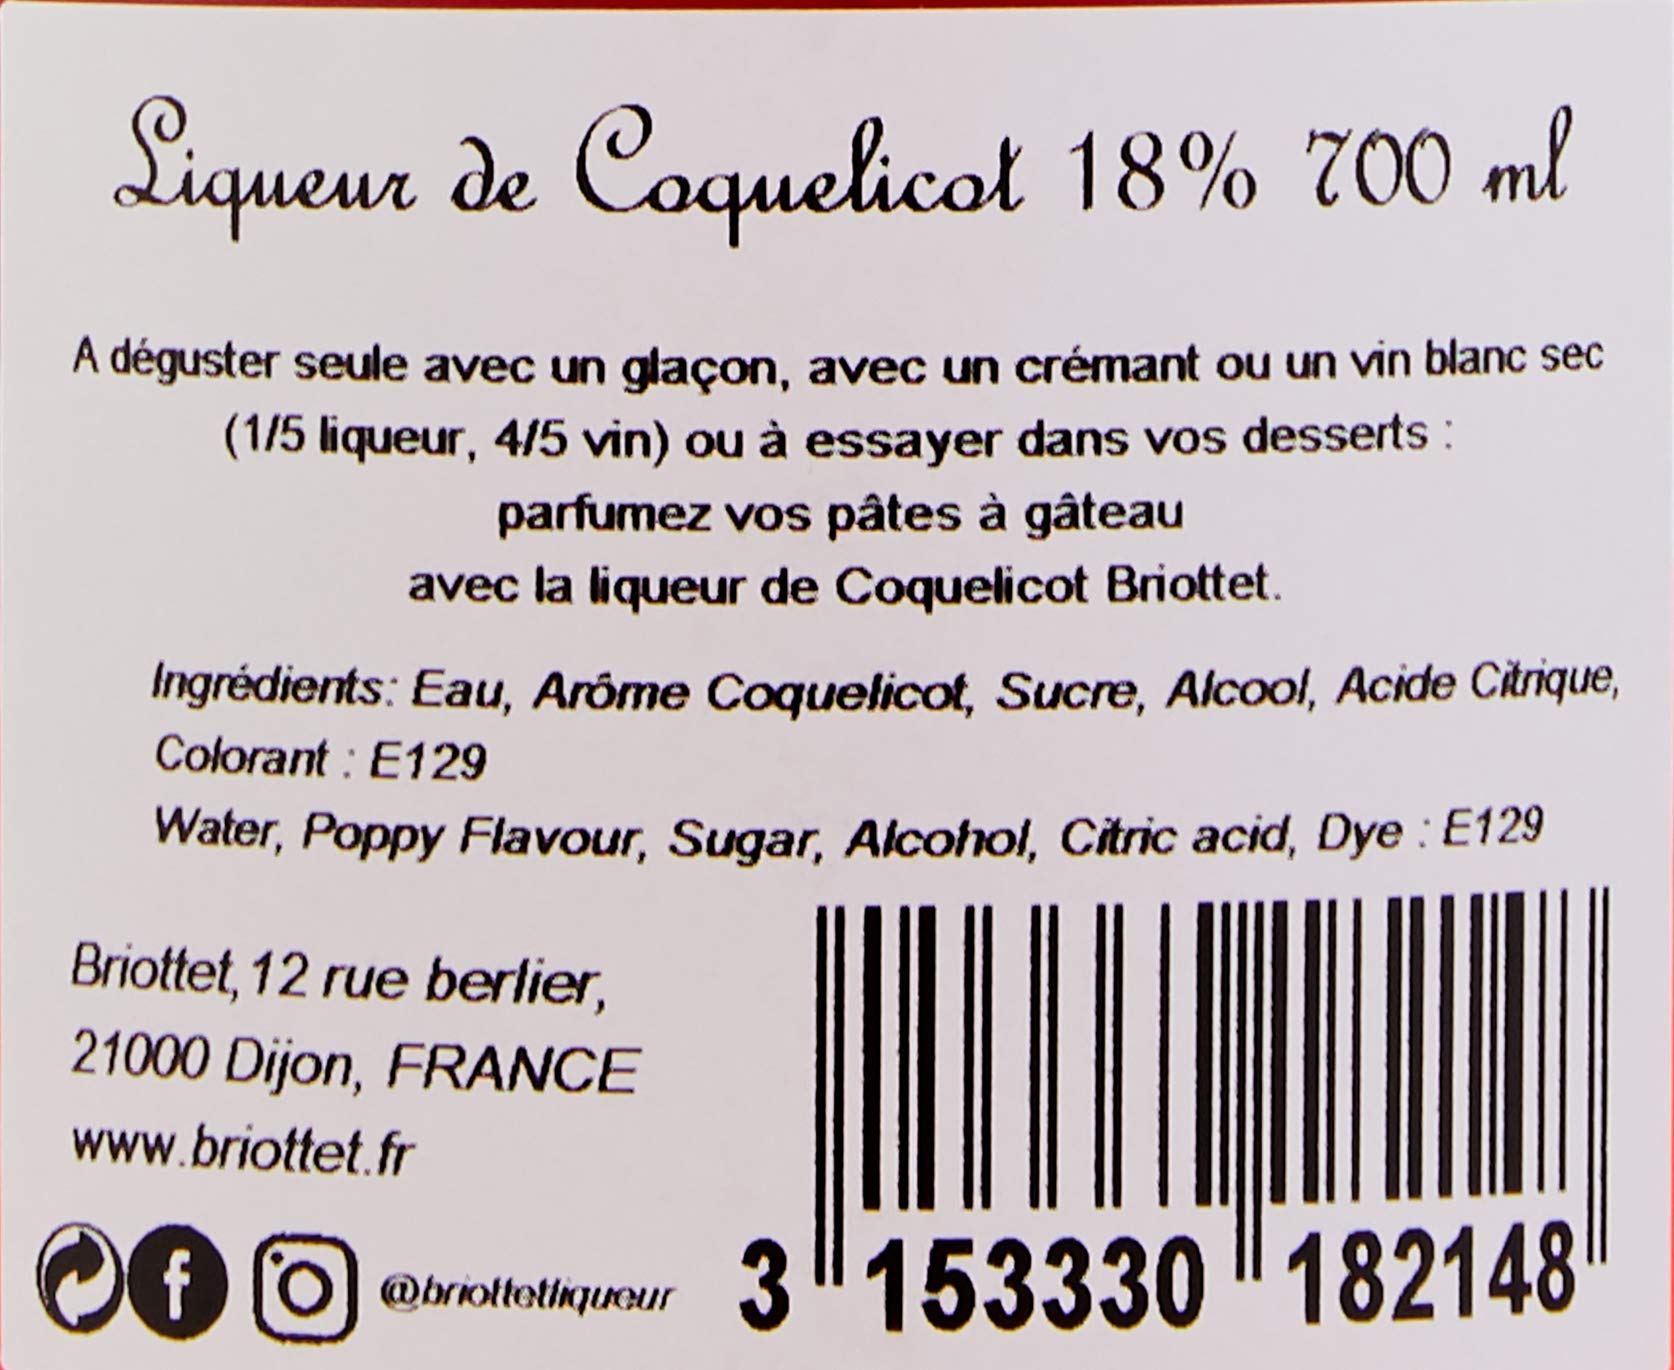 Liqueur de Coquelicot 18% 700 ml
A déguster seule avec un glaçon, avec un crémant ou un vin blanc sec
(1/5 liqueur, 4/5 vin) ou à essayer dans vos desserts :
parfumez vos pâtes à gâteau
avec la liqueur de Coquelicot Briottet.
Ingrédients: Eau, Arôme Coquelicot, Sucre, Alcool, Acide Citrique,
Colorant : E129
Water, Poppy Flavour, Sugar, Alcohol, Citric acid, Dye : E129
Briottet, 12 rue berlier,
21000 Dijon, FRANCE
www.briottet.fr
f @briottetliqueur
3 153330 182148